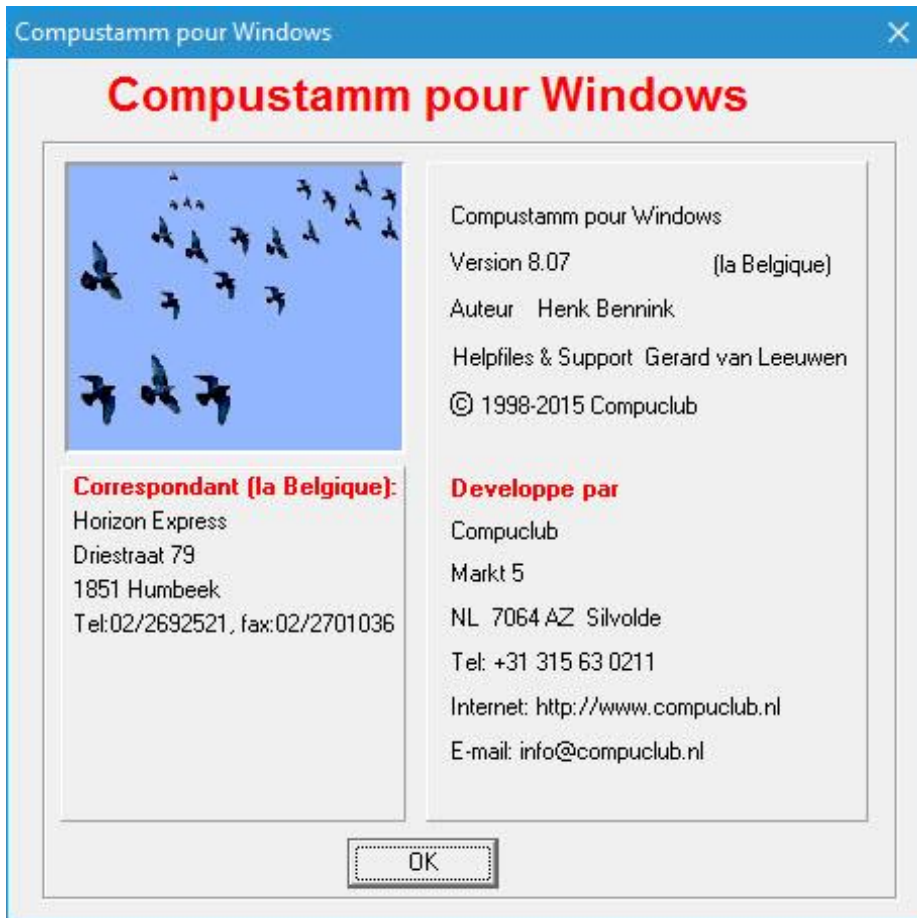 Compustamm pour Windows
Compustamm pour Windows
Compustamm pour Windows
Version 8.07 (la Belgique)
Auteur Henk Bennink
Helpfiles & Support Gerard van Leeuwen
© 1998-2015 Compuclub
Correspondant (la Belgique):
Horizon Express
Driestraat 79
1851 Humbeek
Tel:02/2692521, fax:02/2701036
Developpe par
Compuclub
Markt 5
NL 7064 AZ Silvolde
Tel: +31 315 63 0211
Internet: http://www.compuclub.nl
E-mail: info@compuclub.nl
OK